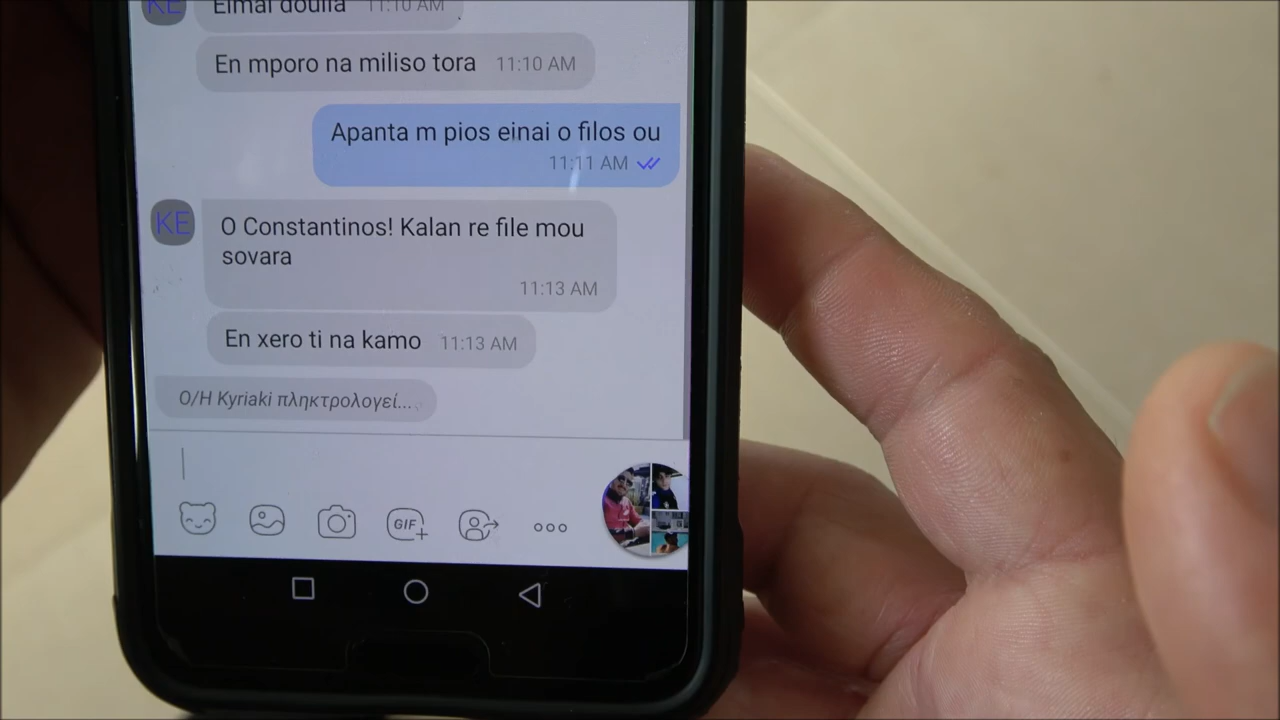 KE
Eimai doulia 11:10 AM
En mporo na miliso tora 11:10 AM
Apanta m pios einai o filos ou
11:11 AM
KE
O Constantinos! Kalan re file mou
sovara
11:13 AM
En xero ti na kamo 11:13 AM
Ο/Η Kyriaki πληκτρολογεί...
GIF